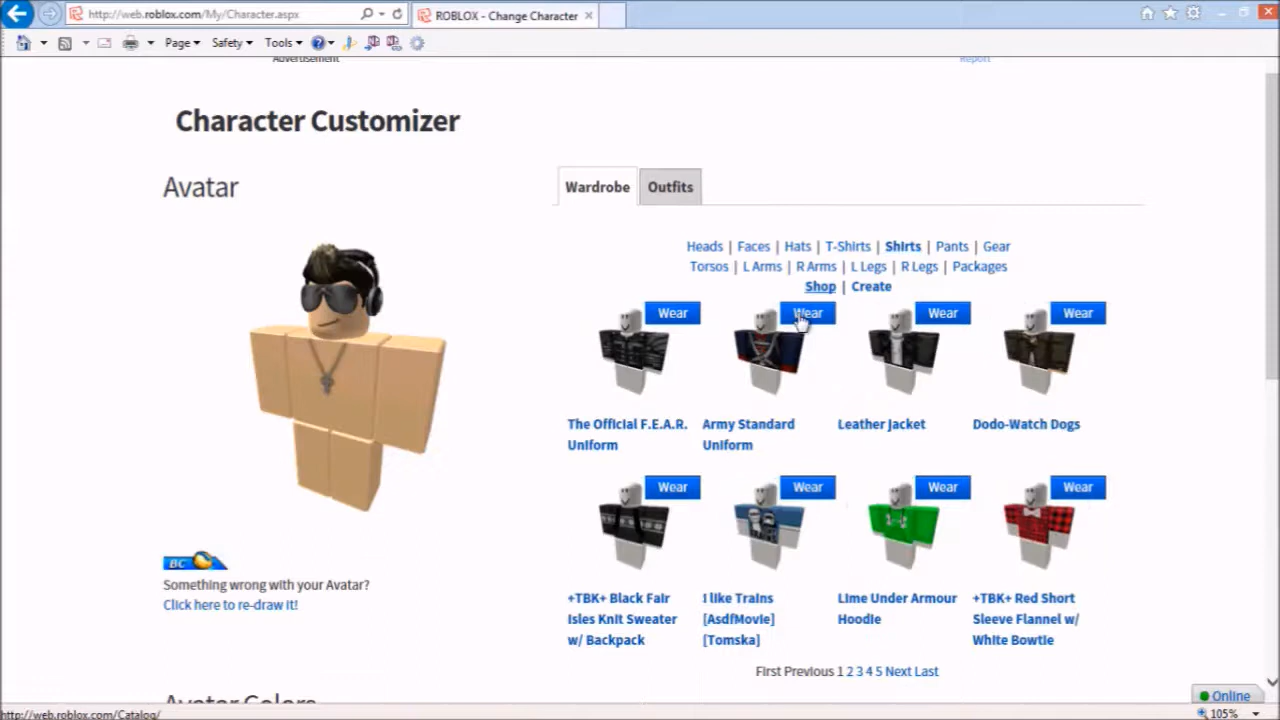 http://web.roblox.com/My/Character.aspx
ROBLOX - Change Character
Page Safety Tools
Advertisement
Report
Character Customizer
Avatar
Wardrobe
Outfits
Heads | Faces | Hats | T-Shirts | Shirts | Pants | Gear
Torsos | L Arms | R Arms | L Legs | R Legs | Packages
Shop | Create
Wear
Wear
Wear
Wear
The Official F.E.A.R. Uniform
Army Standard Uniform
Leather Jacket
Dodo-Watch Dogs
Wear
Wear
Wear
Wear
+TBK+ Black Fair Isles Knit Sweater w/ Backpack
I like Trains [AsdfMovie] [Tomska]
Lime Under Armour Hoodie
+TBK+ Red Short Sleeve Flannel w/ White Bowtie
First Previous 1 2 3 4 5 Next Last
BC
Something wrong with your Avatar?
Click here to re-draw it!
Avatar Colors
Online
http://web.roblox.com/Catalog/
105%